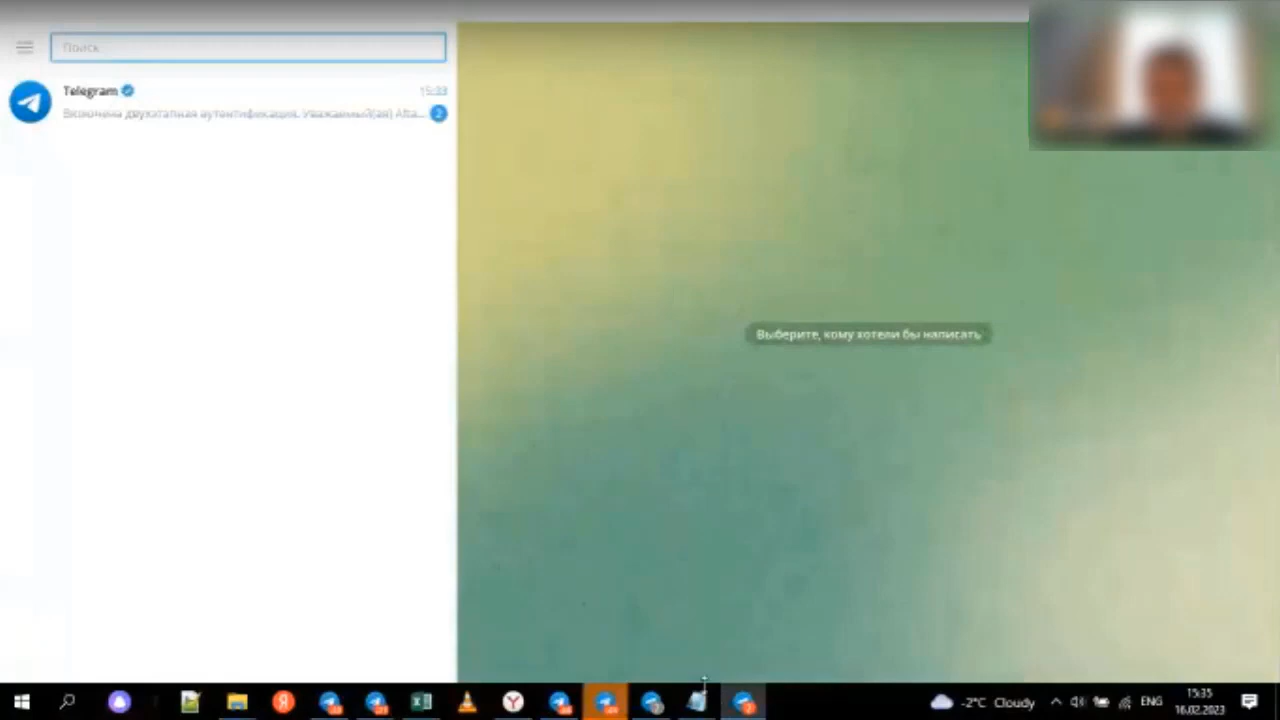 Поиск
Telegram
15:33
Включена двухэтапная аутентификация. Уважаемый(ая) Alta...
2
Выберите, кому хотели бы написать
-2°C Cloudy
ENG
15:35
16.02.2023